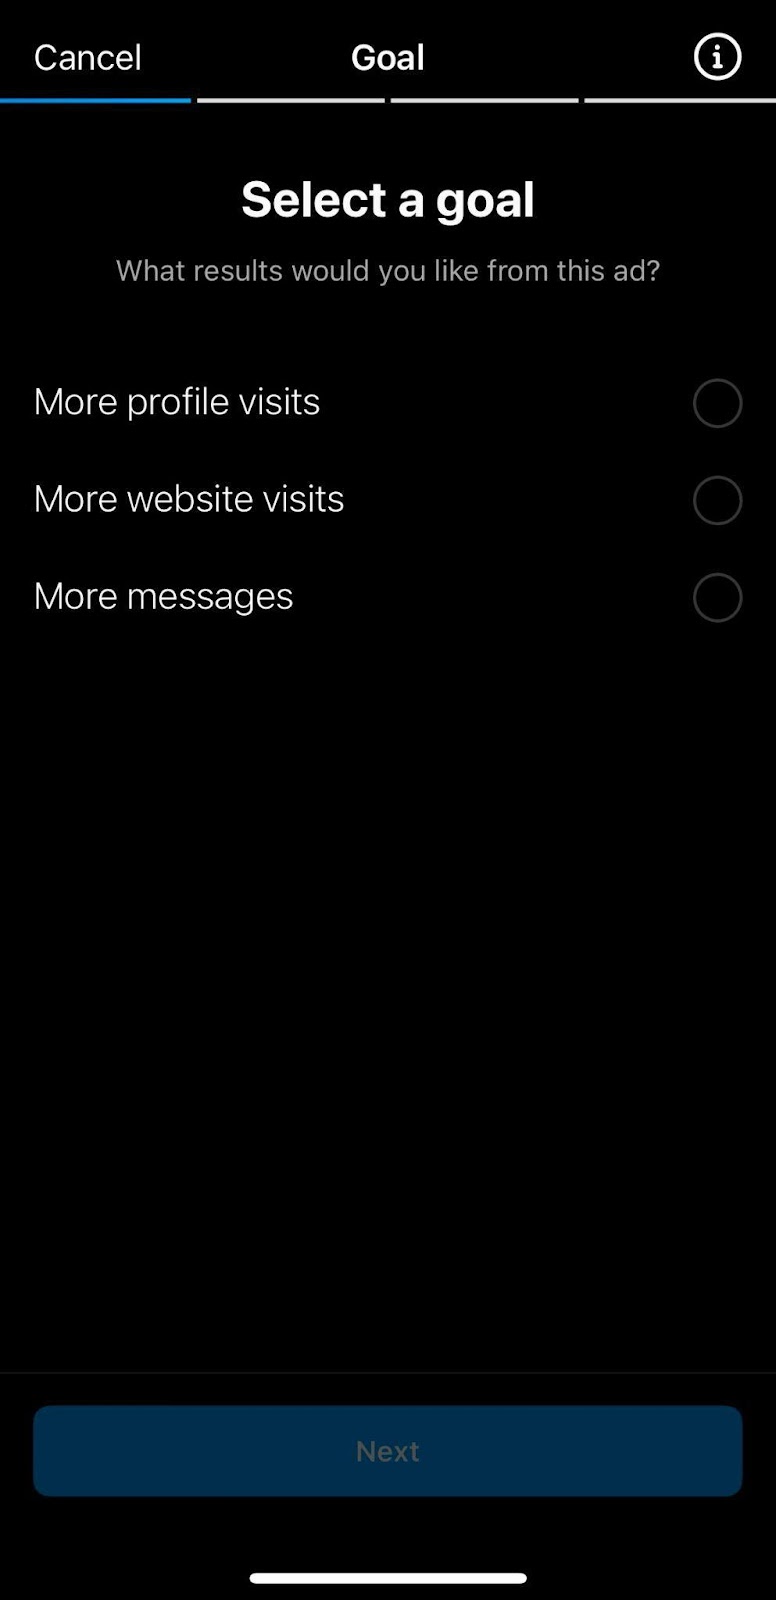 Cancel
Goal
Select a goal
What results would you like from this ad?
More profile visits
More website visits
More messages
Next